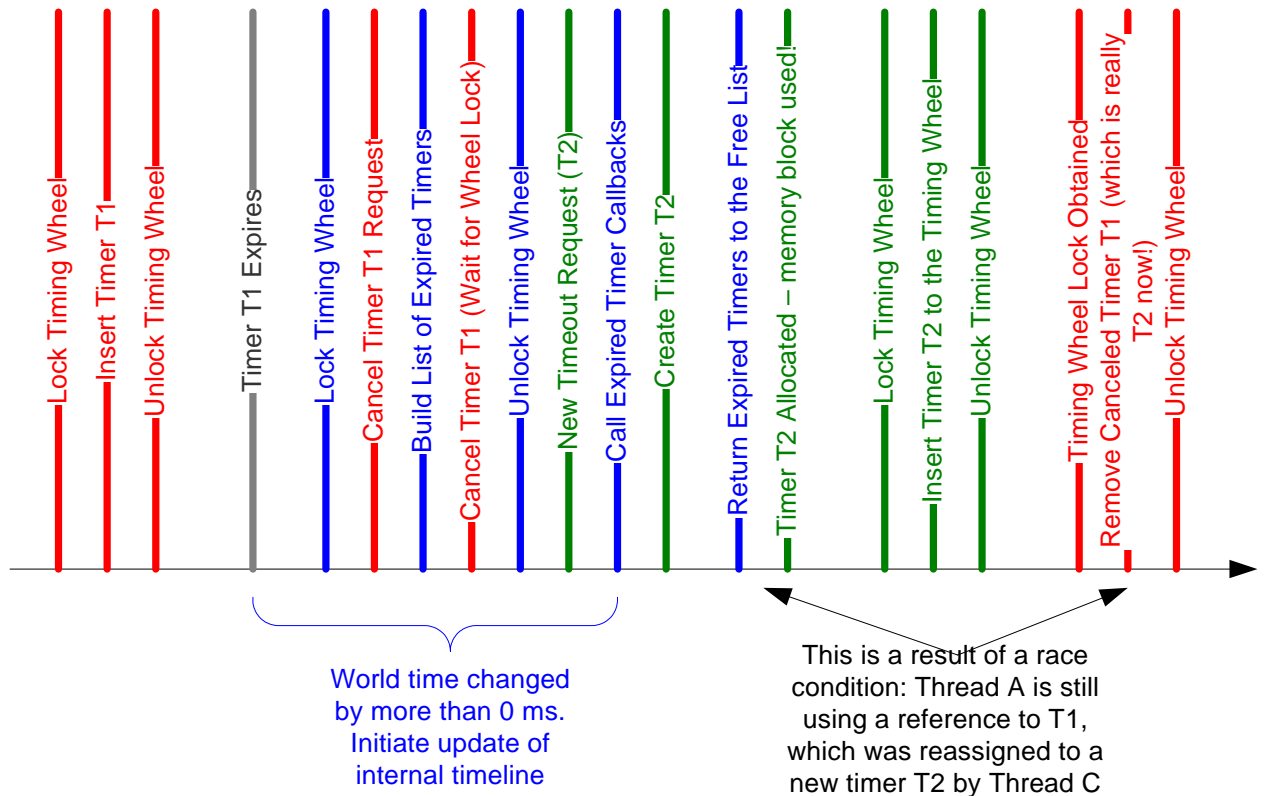 Lock Timing Wheel
Insert Timer T1
Unlock Timing Wheel
Timer T1 Expires
Lock Timing Wheel
Cancel Timer T1 Request
Build List of Expired Timers
Cancel Timer T1 (Wait for Wheel Lock)
Unlock Timing Wheel
New Timeout Request (T2)
Call Expired Timer Callbacks
Create Timer T2
Return Expired Timers to the Free List
Timer T2 Allocated – memory block used!
Lock Timing Wheel
Insert Timer T2 to the Timing Wheel
Unlock Timing Wheel
Timing Wheel Lock Obtained
Remove Canceled Timer T1 (which is really
T2 now!)
Unlock Timing Wheel
World time changed
by more than 0 ms.
Initiate update of
internal timeline
This is a result of a race
condition: Thread A is still
using a reference to T1,
which was reassigned to a
new timer T2 by Thread C